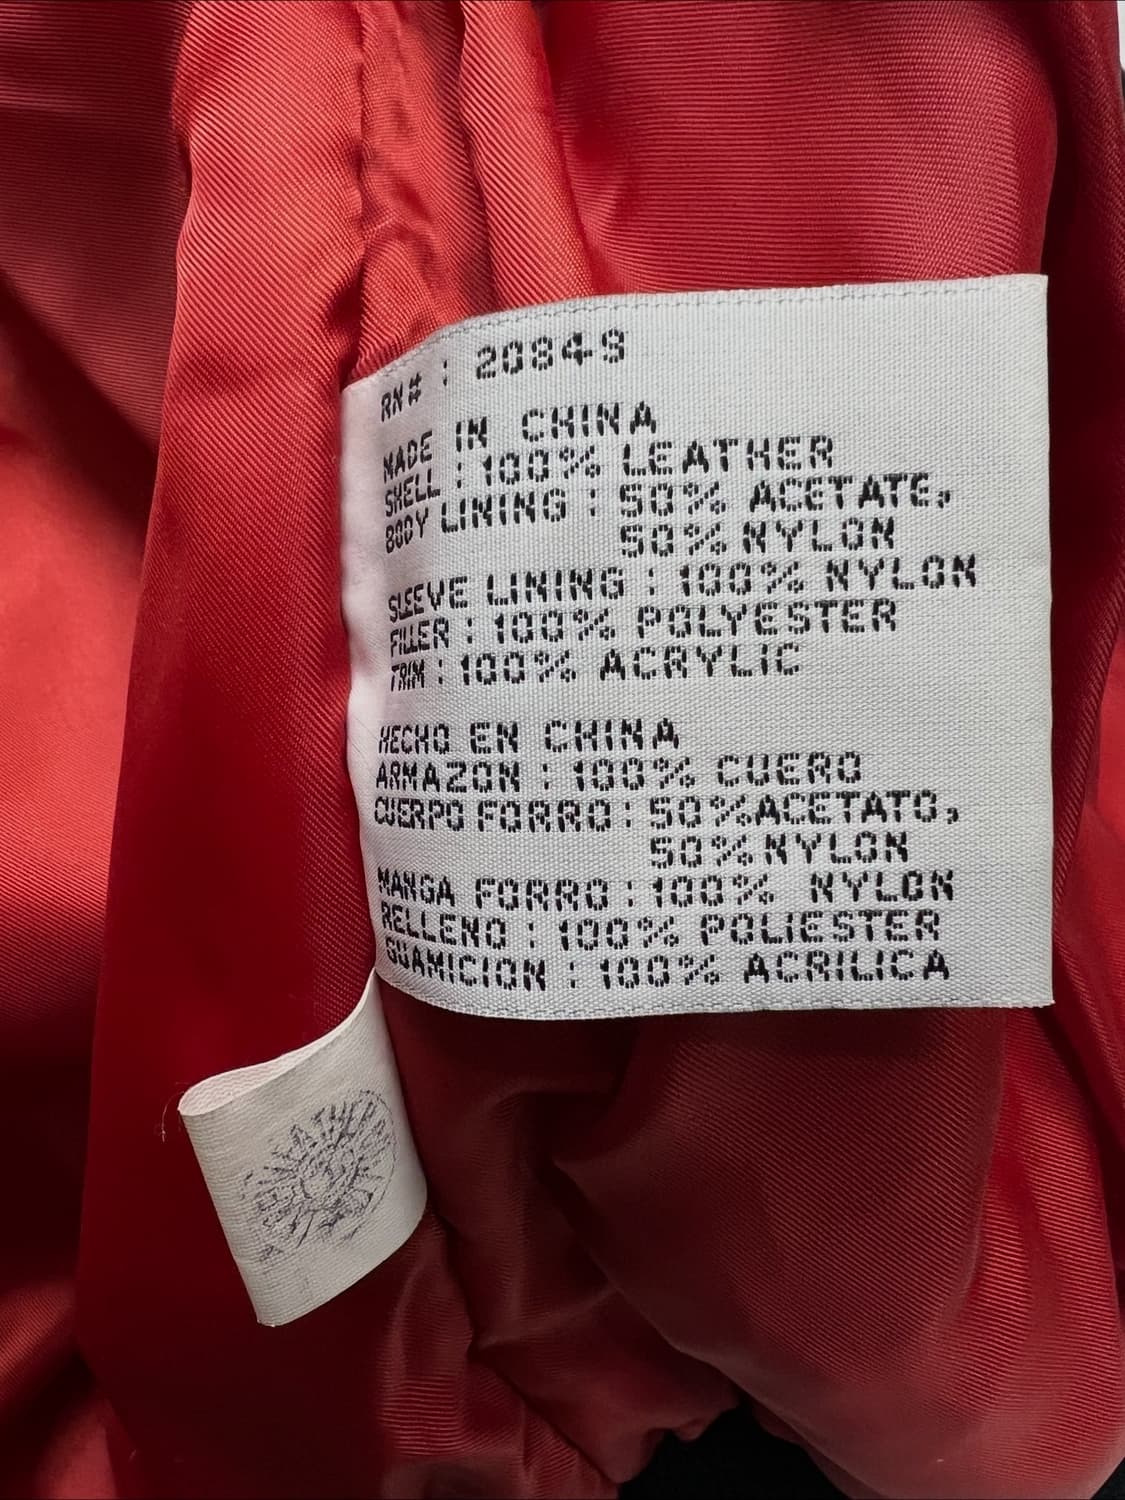 RN# : 20849
MADE IN CHINA
SHELL : 100% LEATHER
BODY LINING : 50% ACETATE,
50% NYLON
SLEEVE LINING : 100% NYLON
FILLER : 100% POLYESTER
TRIM : 100% ACRYLIC
HECHO EN CHINA
ARMAZON : 100% CUERO
CUERPO FORRO : 50% ACETATO,
50% NYLON
MANGA FORRO : 100% NYLON
RELLENO : 100% POLIESTER
GUAMICION : 100% ACRILICA